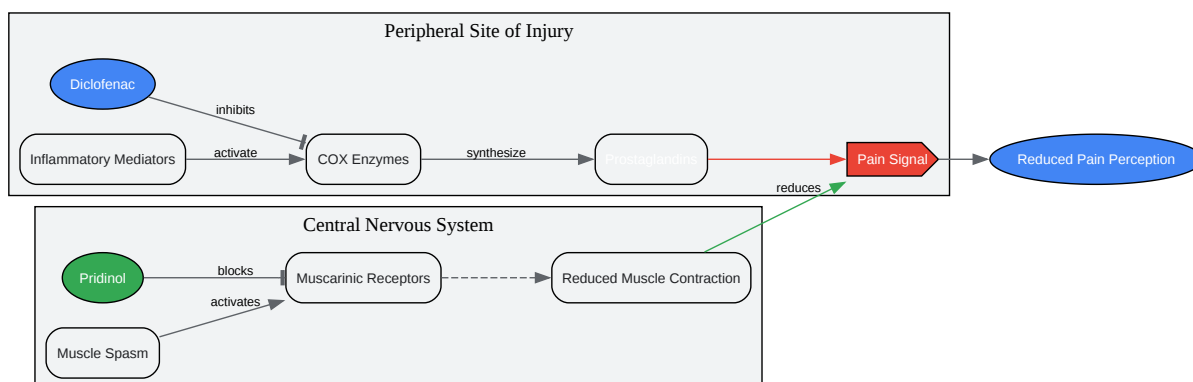 Peripheral Site of Injury
Diclofenac
inhibits
Inflammatory Mediators
activate
COX Enzymes
synthesize
Prostaglandins
Pain Signal
Reduced Pain Perception
reduces
Central Nervous System
Pridinol
blocks
Muscarinic Receptors
Reduced Muscle Contraction
activates
Muscle Spasm